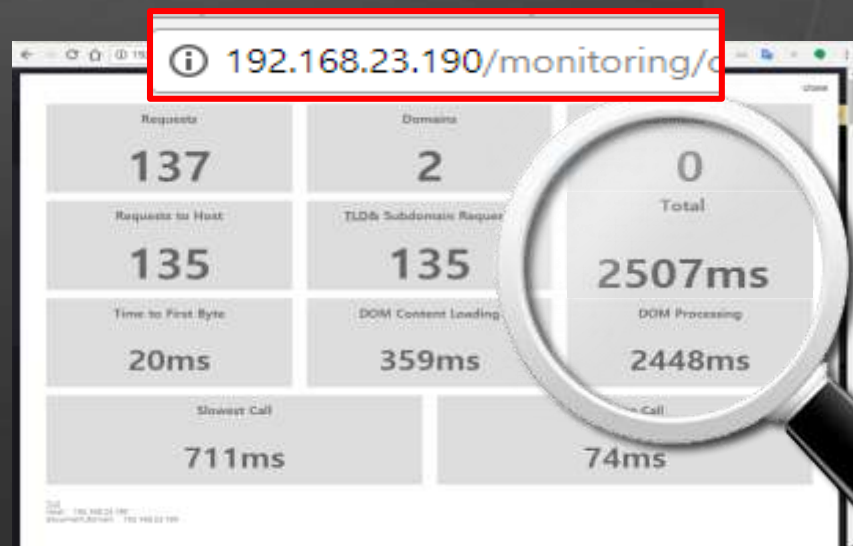 192.168.23.190/monitoring/
close
Requests
137
Domains
2
0
Requests to Host
135
TLD& Subdomain Reque
135
Total
2507ms
Time to First Byte
20ms
DOM Content Loading
359ms
DOM Processing
2448ms
Slowest Call
711ms
Call
74ms